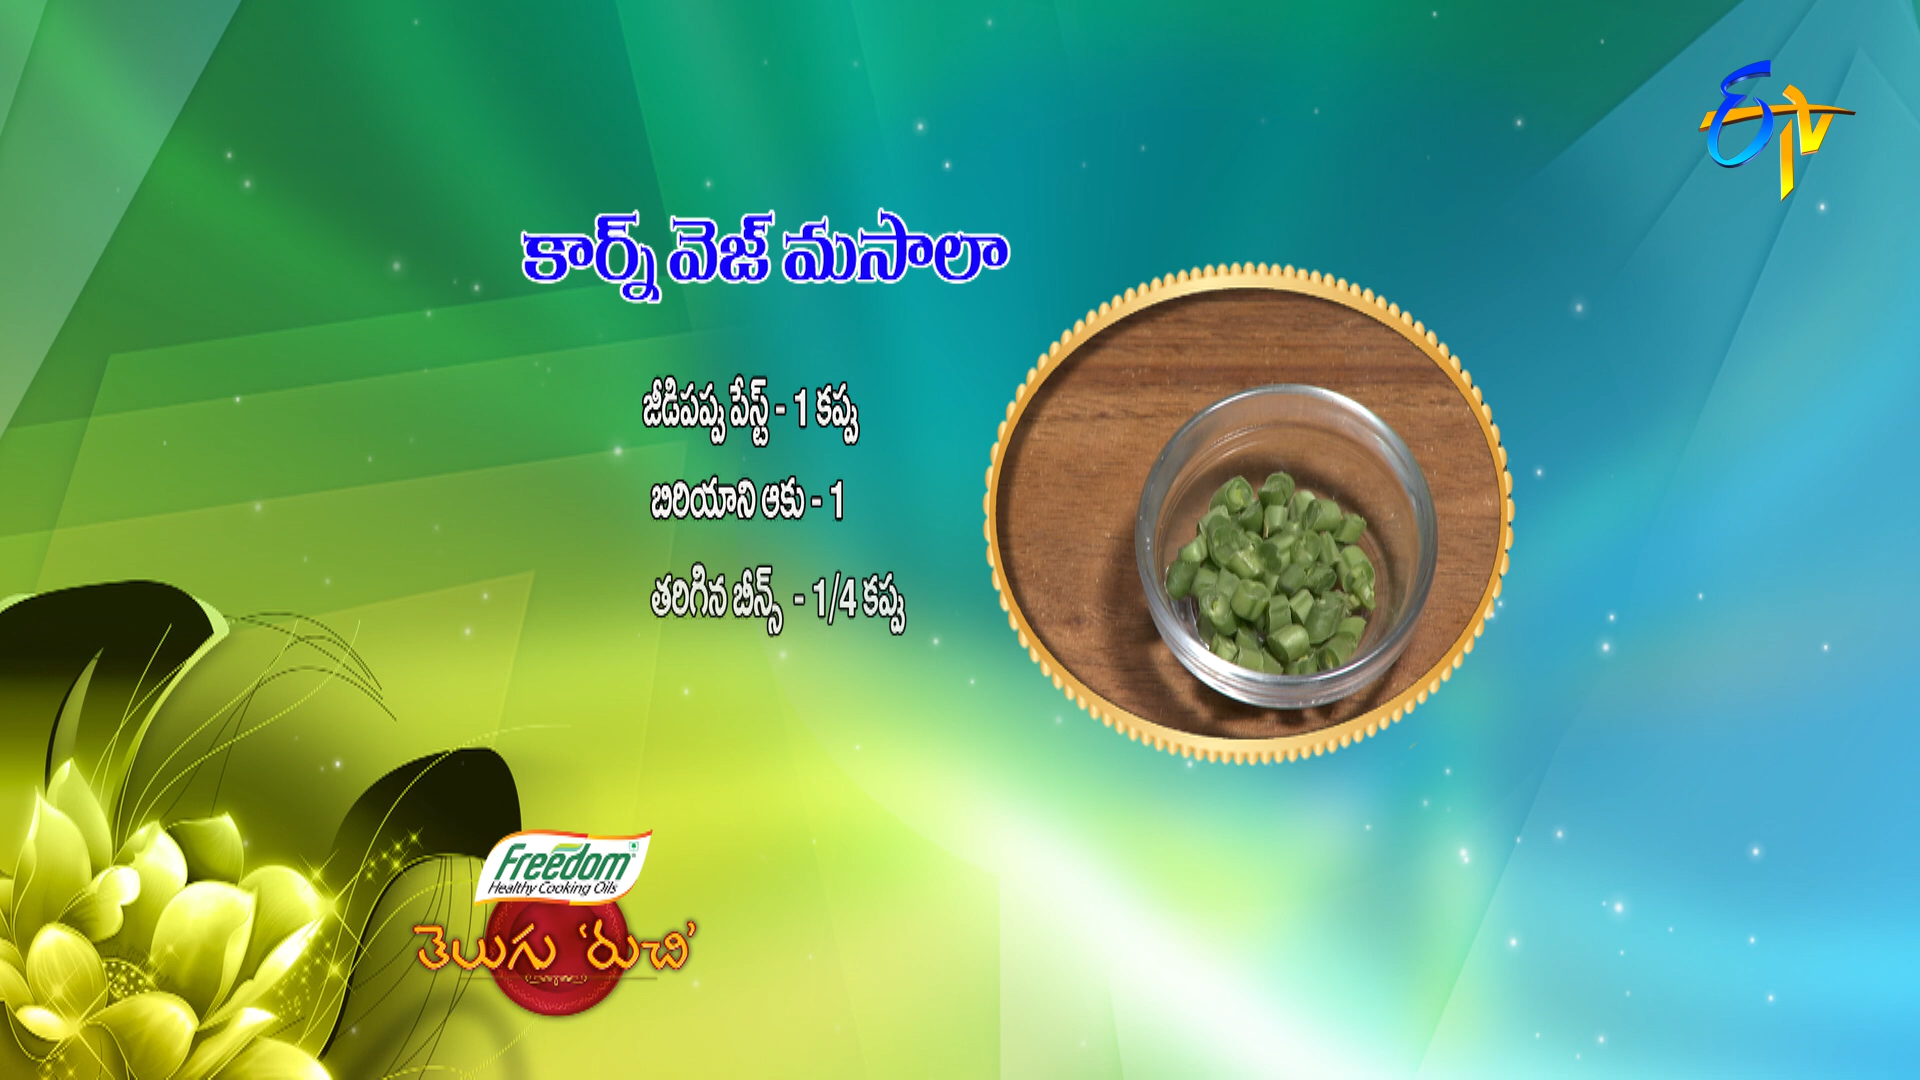 ETV
కార్న్ వెజ్ మసాలా
జీడిపప్పు పేస్ట్ - 1 కప్పు
బిరియాని ఆకు - 1
తరిగిన బీన్స్ - 1/4 కప్పు
Freedom
Healthy Cooking Oils
తెలుగు 'రుచి'